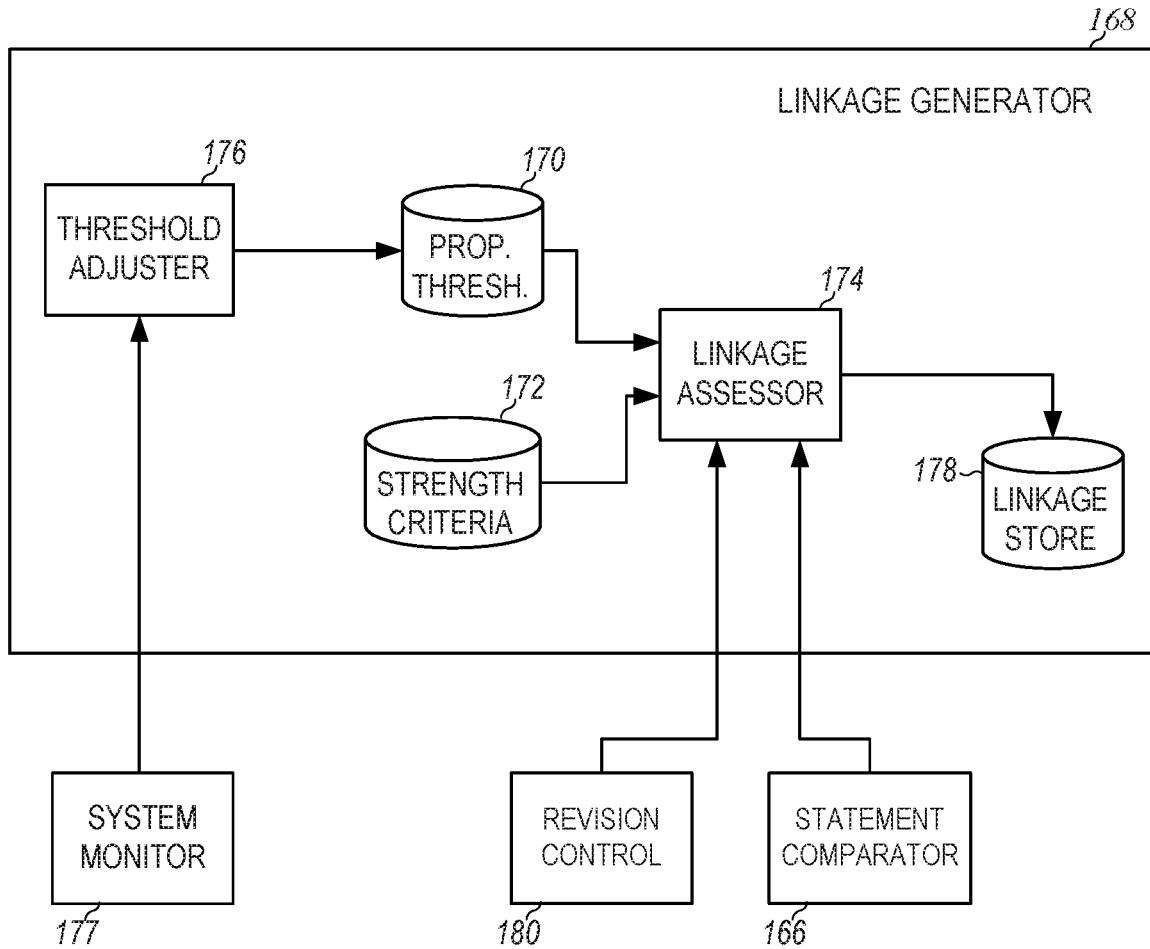 168
LINKAGE GENERATOR
176
THRESHOLD
ADJUSTER
170
PROP.
THRESH.
174
LINKAGE
ASSESSOR
172
STRENGTH
CRITERIA
178
LINKAGE
STORE
SYSTEM
MONITOR
177
REVISION
CONTROL
180
STATEMENT
COMPARATOR
166